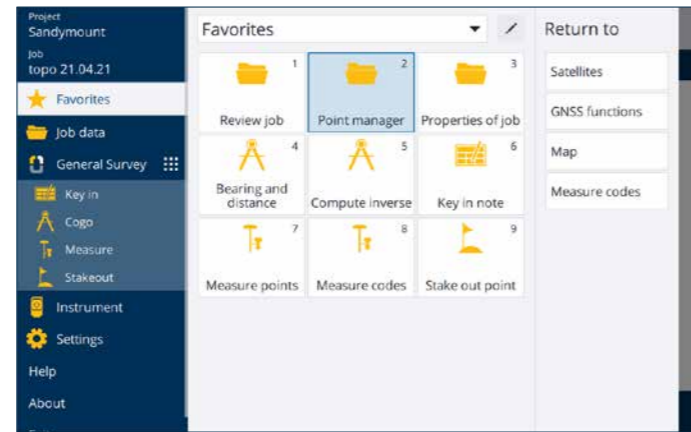 Project
Sandymount
Job
topo 21.04.21
Favorites
Job data
General Survey
Key in
Cogo
Measure
Stakeout
Instrument
Settings
Help
About
Favorites
1
Review job
2
Point manager
3
Properties of job
4
Bearing and
distance
5
Compute inverse
6
Key in note
7
Measure points
8
Measure codes
9
Stake out point
Return to
Satellites
GNSS functions
Map
Measure codes